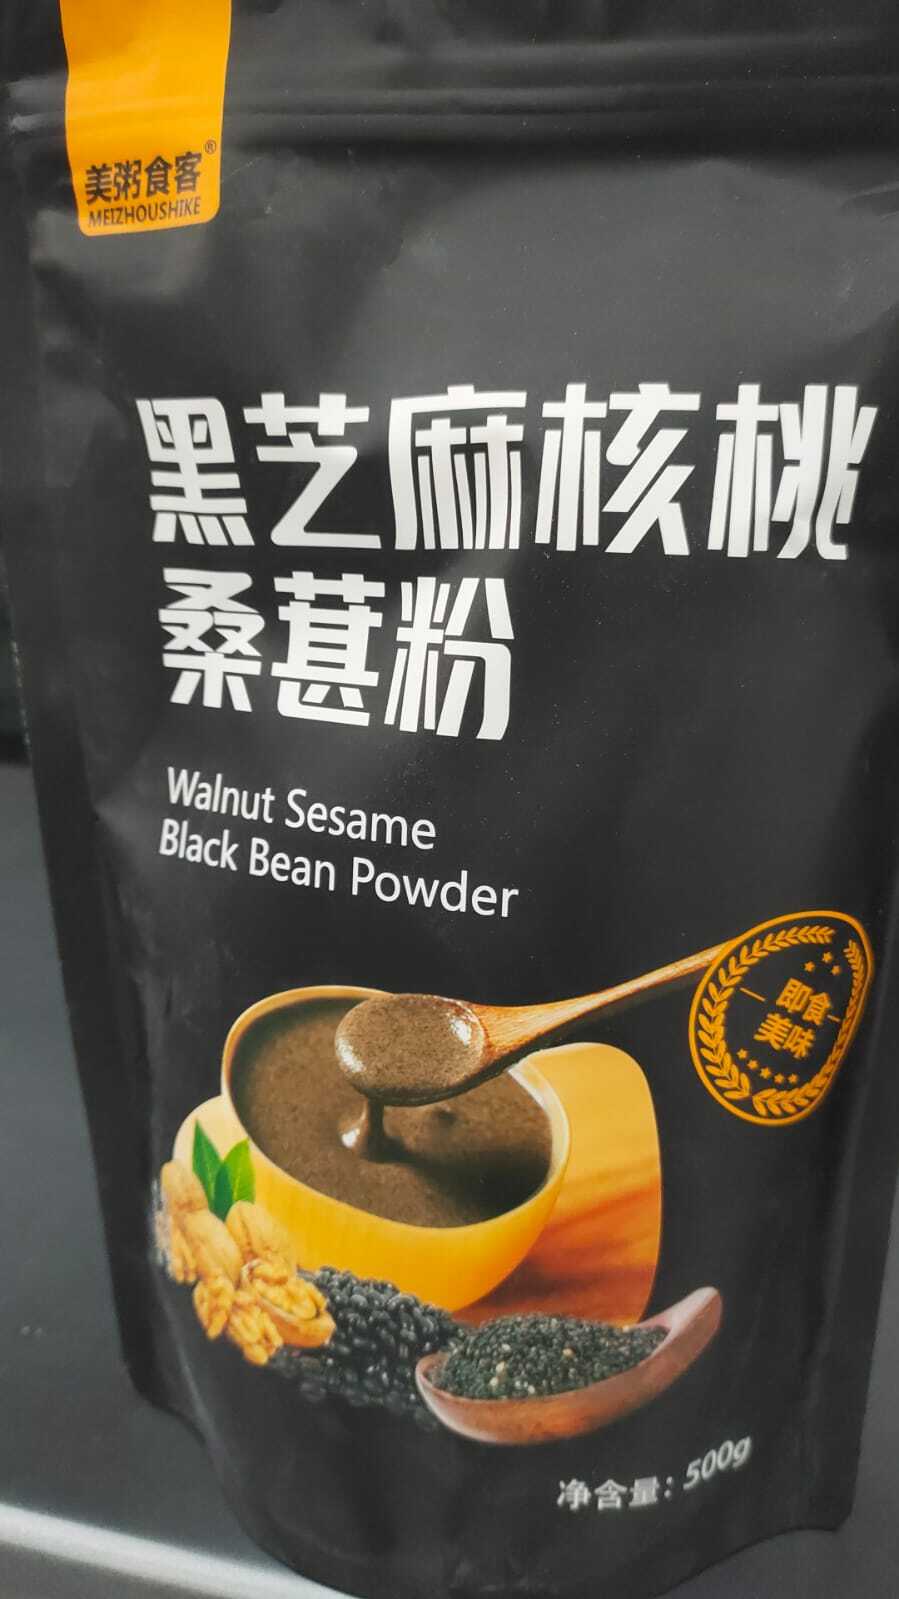 美粥食客®
MEIZHOUSHIKE
黑芝麻核桃
桑葚粉
Walnut Sesame
Black Bean Powder
即食
美味
净含量：500g